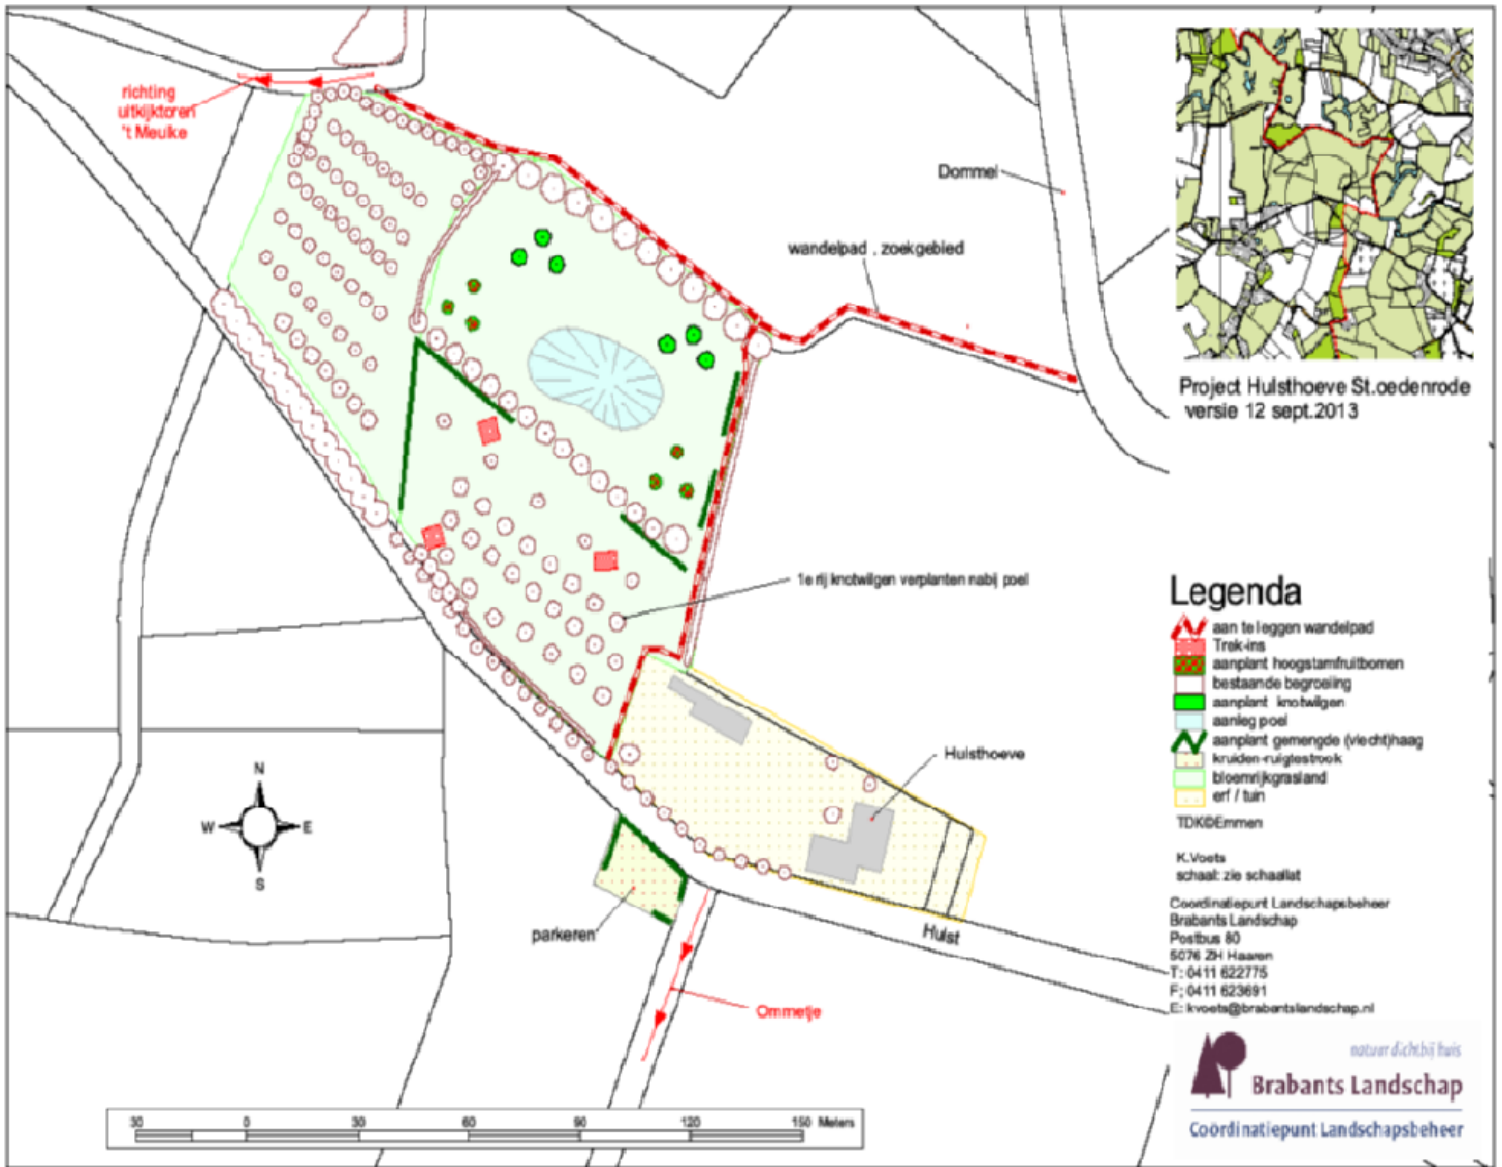 richting
uitkijktoren
't Meulke
Dommel
wandelpad . zoekgebied
Project Hulsthoeve St.oedenrode
versie 12 sept.2013
1e rij knotwilgen verplanten nabij poel
Legenda
aan te leggen wandelpad
Trek-ins
aanplant hoogstamfruitbomen
bestaande begroeiing
aanplant knotwilgen
aanleg poel
aanplant gemengde (vlecht)haag
kruiden-ruigtestrook
bloemrijkgrasland
erf / tuin
TDK©Emmen
K.Voets
schaal: zie schaallat
Coordinatiepunt Landschapsbeheer
Brabants Landschap
Postbus 80
5076 ZH Haaren
T: 0411 622775
F; 0411 623691
E: kvoets@brabantslandschap.nl
Hulsthoeve
N
W
E
S
parkeren
Hulst
Ommetje
30 0 30 60 90 120 150 Meters
natuur dicht bij huis
Brabants Landschap
Coördinatiepunt Landschapsbeheer